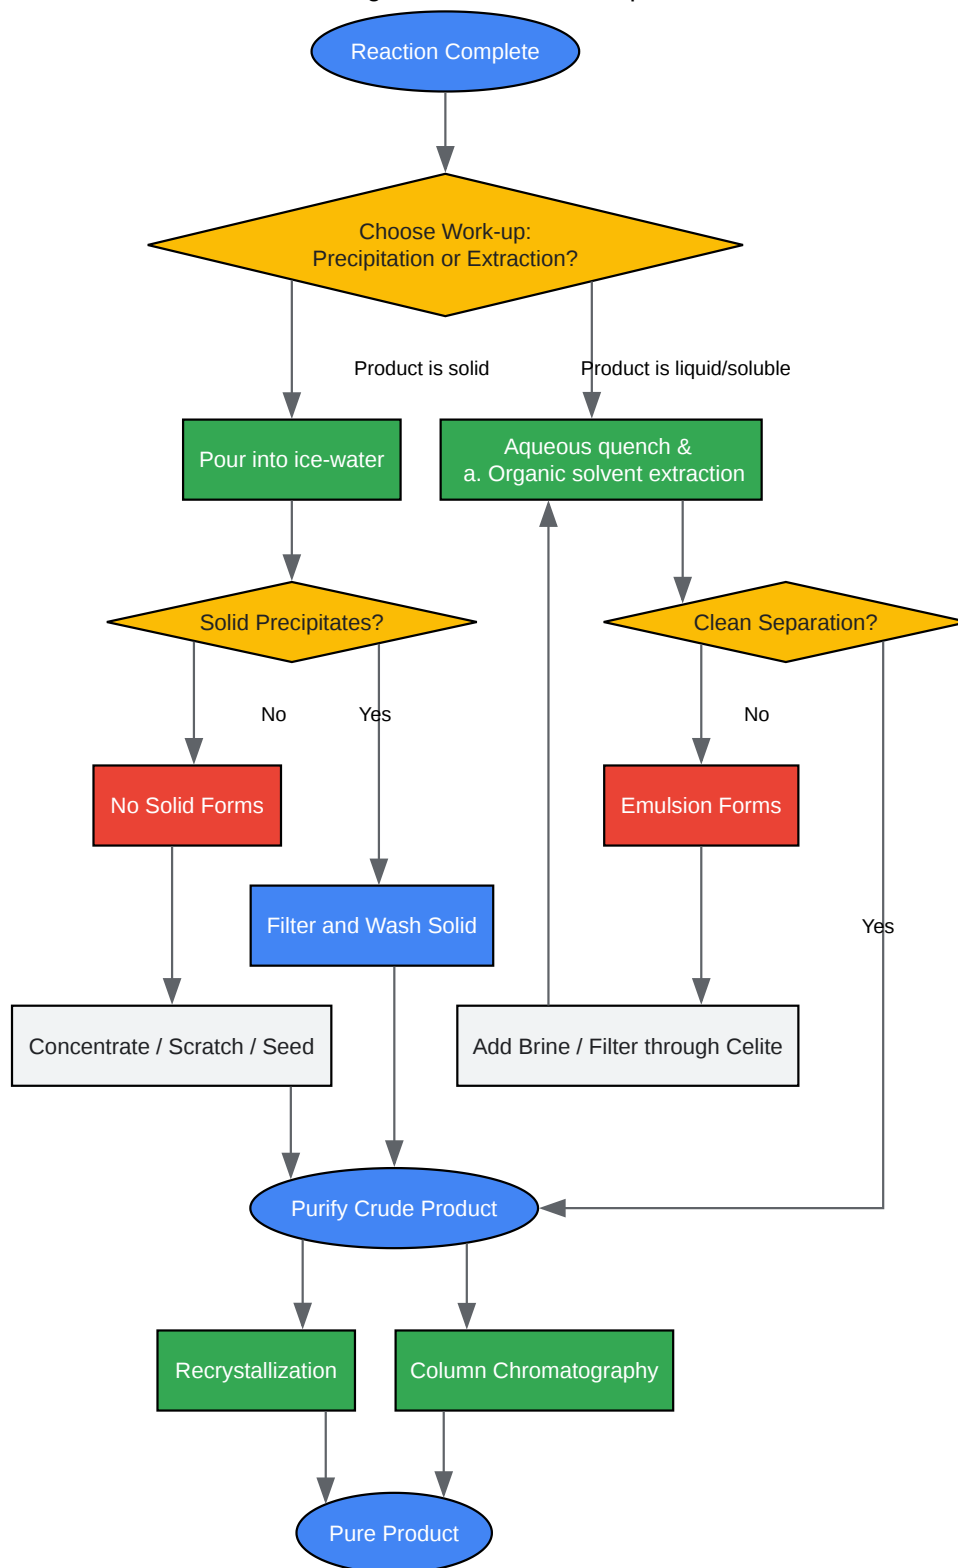 Reaction Complete
Choose Work-up:
Precipitation or Extraction?
Product is solid
Product is liquid/soluble
Pour into ice-water
Aqueous quench &
a. Organic solvent extraction
Solid Precipitates?
Clean Separation?
No
Yes
No
No Solid Forms
Emulsion Forms
Filter and Wash Solid
Yes
Concentrate / Scratch / Seed
Add Brine / Filter through Celite
Purify Crude Product
Recrystallization
Column Chromatography
Pure Product